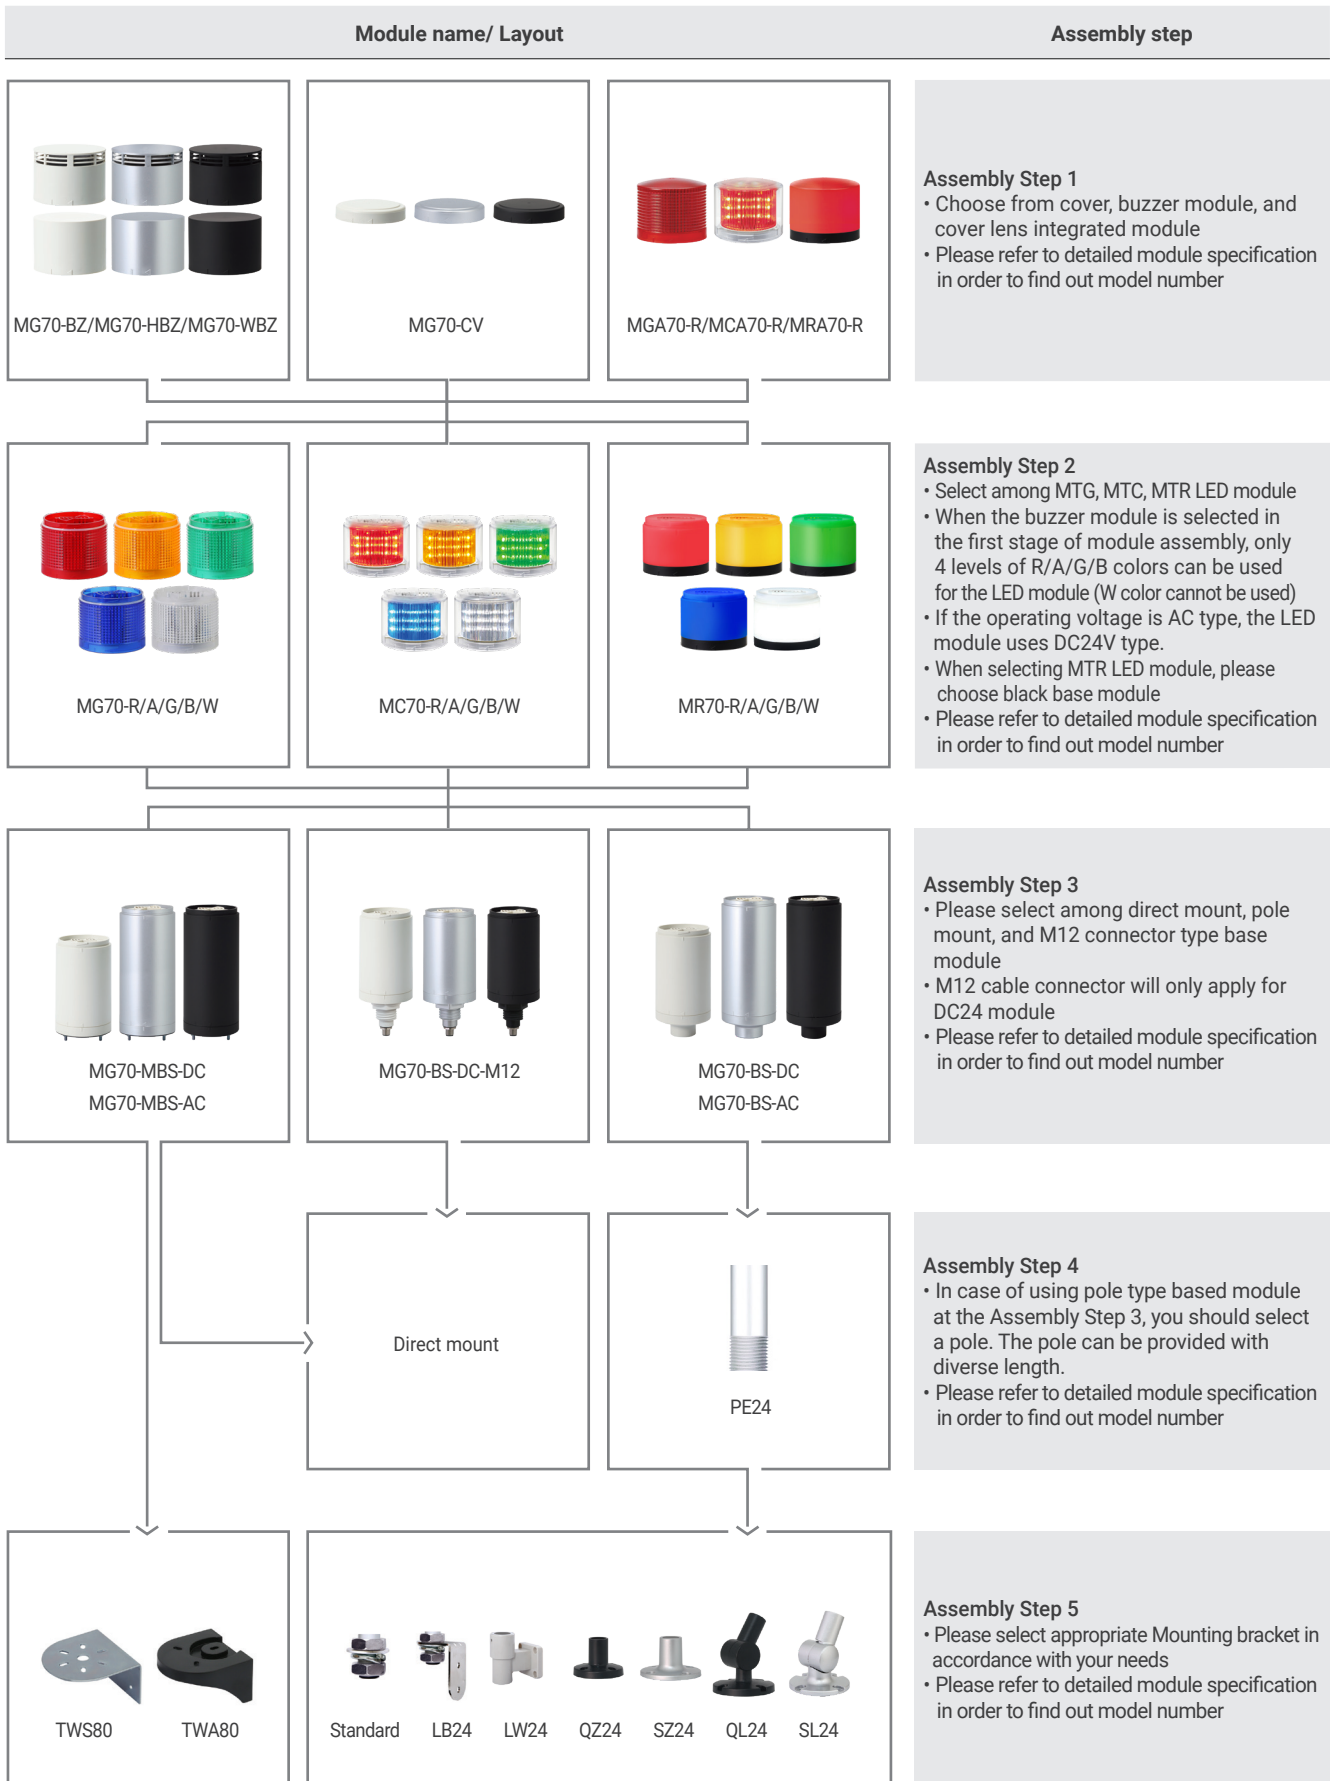 Module name/ Layout
Assembly step
MG70-BZ/MG70-HBZ/MG70-WBZ
MG70-CV
MGA70-R/MCA70-R/MRA70-R
Assembly Step 1
• Choose from cover, buzzer module, and
cover lens integrated module
• Please refer to detailed module specification
in order to find out model number
MG70-R/A/G/B/W
MC70-R/A/G/B/W
MR70-R/A/G/B/W
Assembly Step 2
• Select among MTG, MTC, MTR LED module
• When the buzzer module is selected in
the first stage of module assembly, only
4 levels of R/A/G/B colors can be used
for the LED module (W color cannot be used)
• If the operating voltage is AC type, the LED
module uses DC24V type.
• When selecting MTR LED module, please
choose black base module
• Please refer to detailed module specification
in order to find out model number
MG70-MBS-DC
MG70-MBS-AC
MG70-BS-DC-M12
MG70-BS-DC
MG70-BS-AC
Assembly Step 3
• Please select among direct mount, pole
mount, and M12 connector type base
module
• M12 cable connector will only apply for
DC24 module
• Please refer to detailed module specification
in order to find out model number
Direct mount
PE24
Assembly Step 4
• In case of using pole type based module
at the Assembly Step 3, you should select
a pole. The pole can be provided with
diverse length.
• Please refer to detailed module specification
in order to find out model number
TWS80
TWA80
Standard
LB24
LW24
QZ24
SZ24
QL24
SL24
Assembly Step 5
• Please select appropriate Mounting bracket in
accordance with your needs
• Please refer to detailed module specification
in order to find out model number